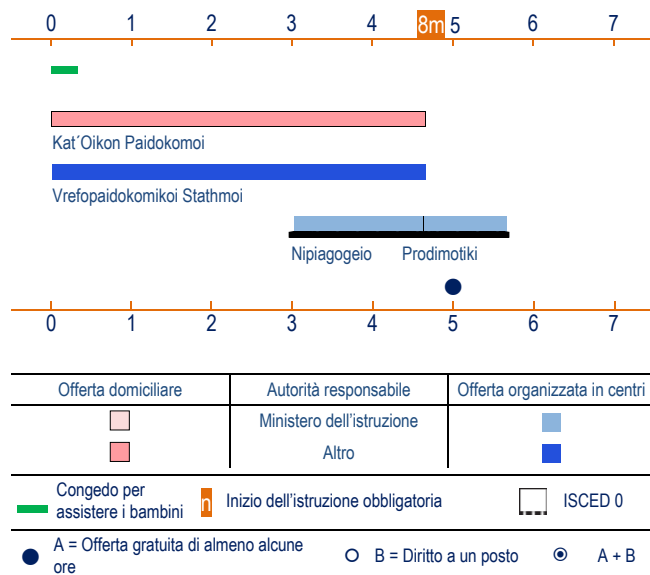 0 1 2 3 4 8m 5 6 7
Kat´Oikon Paidokomoi
Vrefopaidokomikoi Stathmoi
Nipiagogeio Prodimotiki
0 1 2 3 4 5 6 7
Offerta domiciliare Autorità responsabile Offerta organizzata in centri
Ministero dell’istruzione
Altro
Congedo per
assistere i bambini
n Inizio dell’istruzione obbligatoria ISCED 0
A = Offerta gratuita di almeno alcune
ore
B = Diritto a un posto A + B